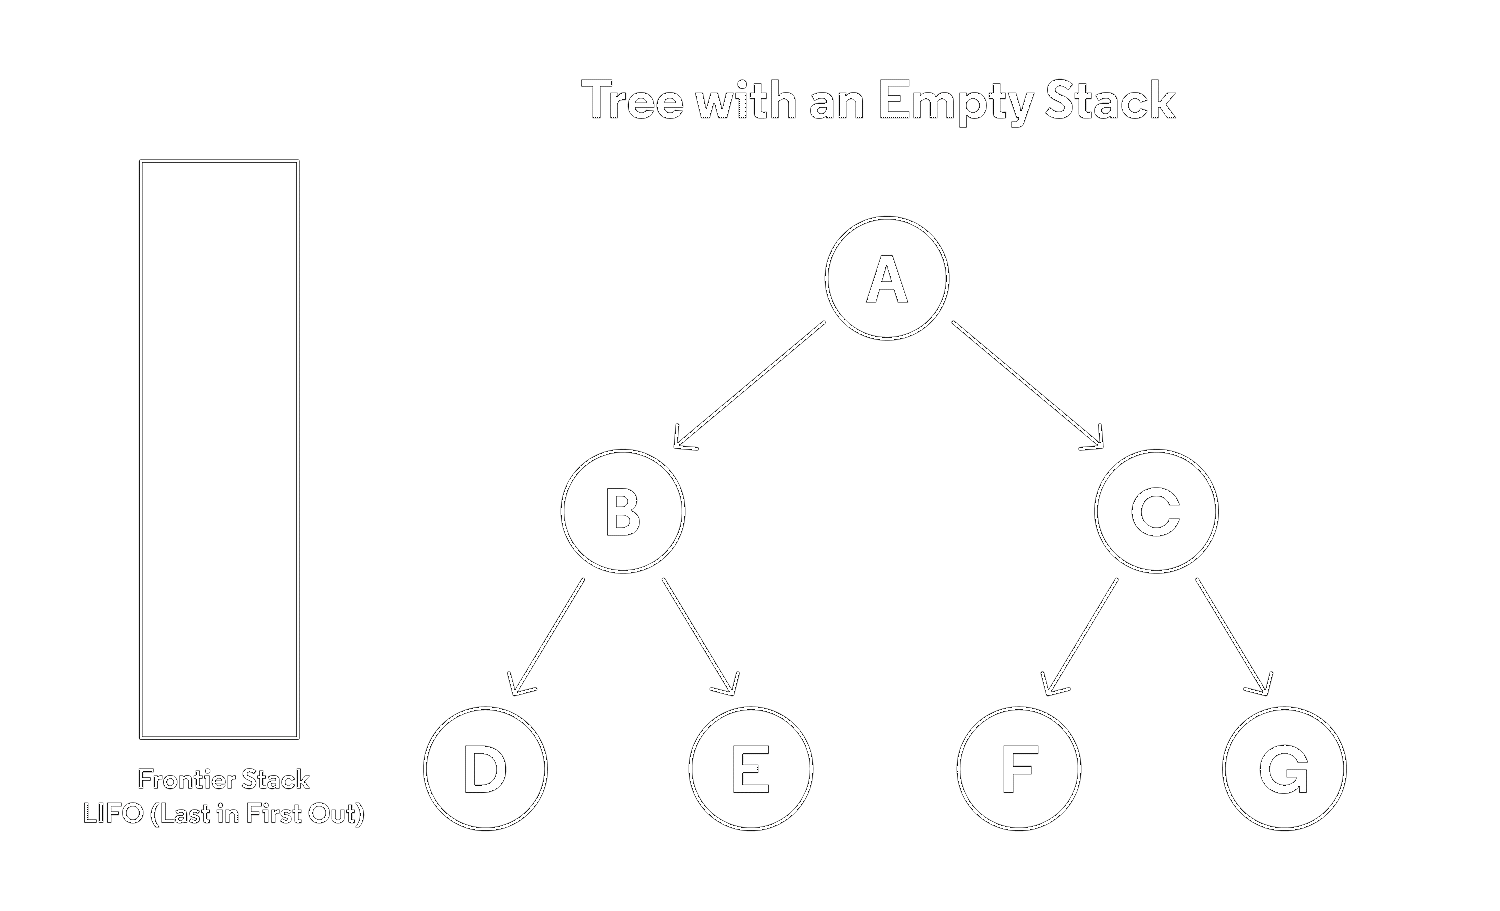 Tree with an Empty Stack
A
B
C
D
E
F
G
Frontier Stack
LIFO (Last in First Out)